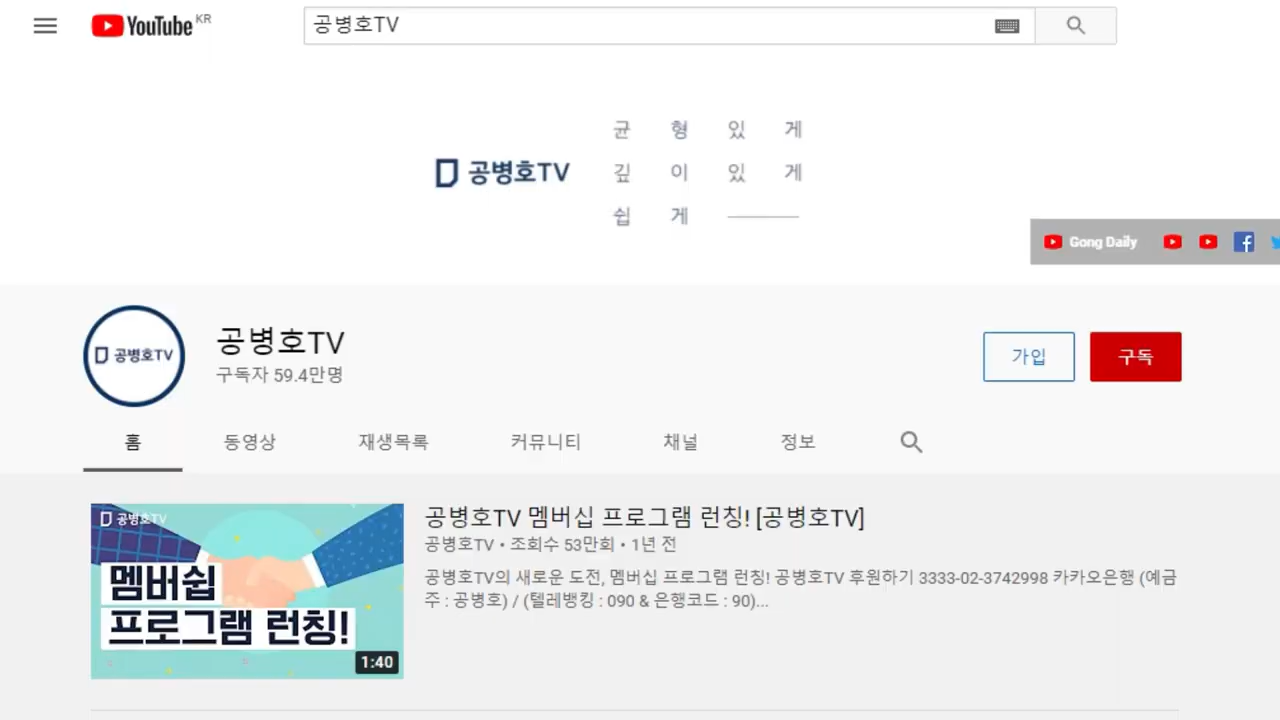 YouTube KR
공병호TV
공병호TV
균형있게
깊이있게
쉽게
Gong Daily
공병호TV
공병호TV
구독자 59.4만명
가입
구독
홈
동영상
재생목록
커뮤니티
채널
정보
공병호TV
멤버쉽
프로그램 런칭!
1:40
공병호TV 멤버십 프로그램 런칭! [공병호TV]
공병호TV • 조회수 53만회 • 1년 전
공병호TV의 새로운 도전, 멤버십 프로그램 런칭! 공병호TV 후원하기 3333-02-3742998 카카오은행 (예금
주 : 공병호) / (텔레뱅킹 : 090 & 은행코드 : 90)...